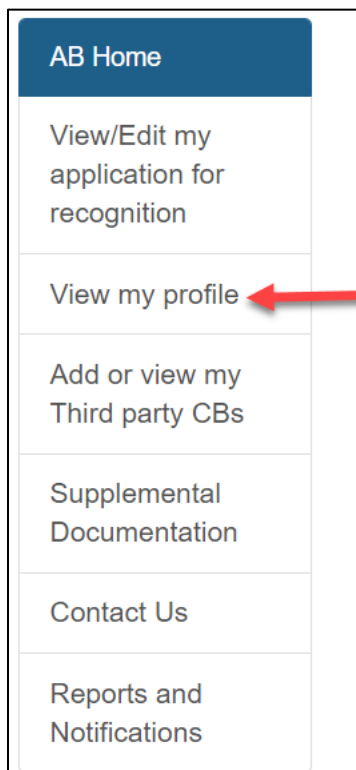 AB Home
View/Edit my
application for
recognition
View my profile
Add or view my
Third party CBs
Supplemental
Documentation
Contact Us
Reports and
Notifications